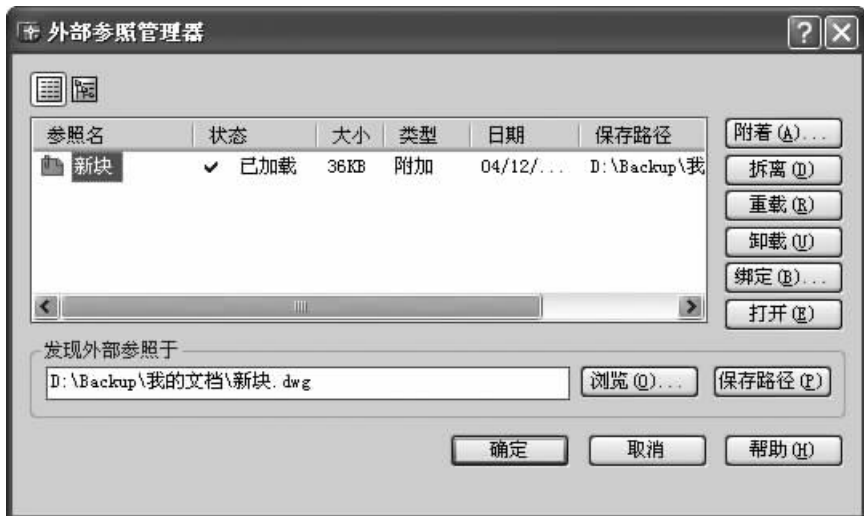 外部参照管理器
参照名 状态 大小 类型 日期 保存路径
新块 已加载 36KB 附加 04/12/... D:\Backup\我
附着(A)...
拆离(D)
重载(R)
卸载(U)
绑定(B)...
打开(E)
发现外部参照于
D:\Backup\我的文档\新块.dwg 浏览(O)... 保存路径(P)
确定 取消 帮助(H)